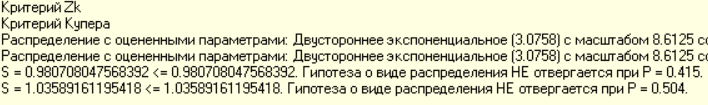 Критерий Zk
Критерий Купера
Распределение с оцененными параметрами: Двустороннее экспоненциальное (3.0758) с масштабом 8.6125
Распределение с оцененными параметрами: Двустороннее экспоненциальное (3.0758) с масштабом 8.6125
S = 0.980708047568392 <= 0.980708047568392. Гипотеза о виде распределения НЕ отвергается при P = 0.415.
S = 1.03589161195418 <= 1.03589161195418. Гипотеза о виде распределения НЕ отвергается при P = 0.504.